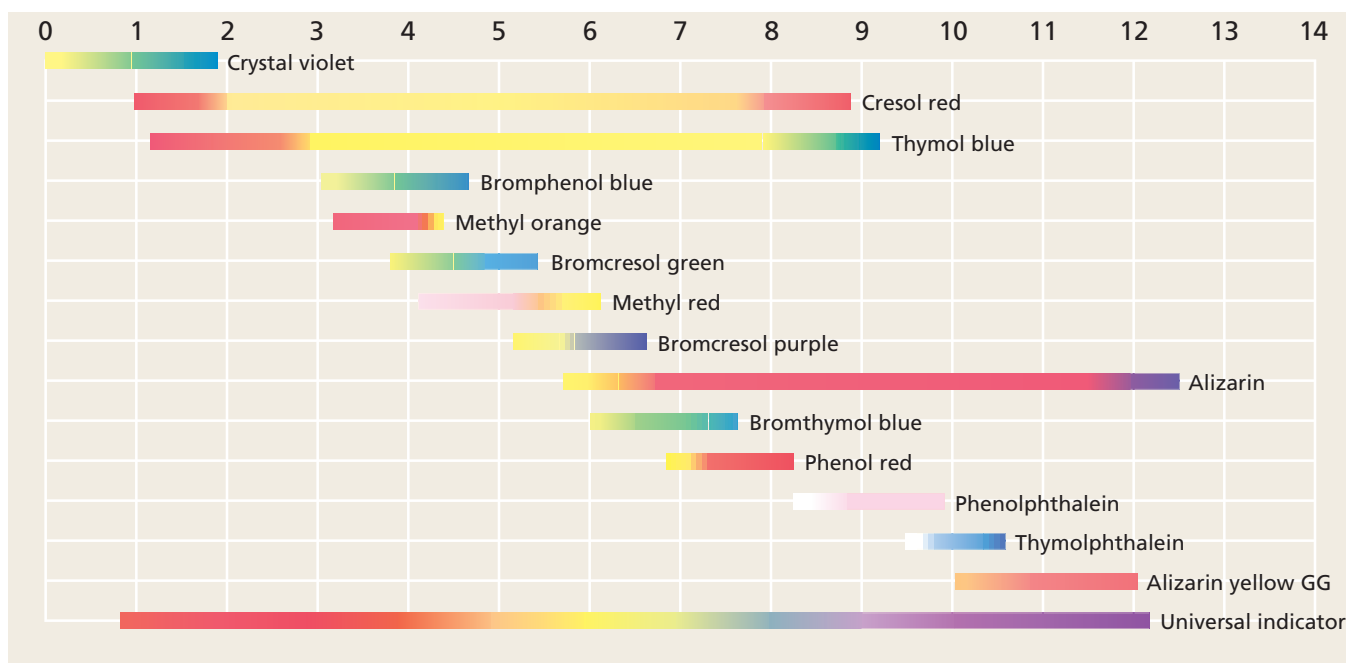 0 1 2 3 4 5 6 7 8 9 10 11 12 13 14
Crystal violet
Cresol red
Thymol blue
Bromphenol blue
Methyl orange
Bromcresol green
Methyl red
Bromcresol purple
Alizarin
Bromthymol blue
Phenol red
Phenolphthalein
Thymolphthalein
Alizarin yellow GG
Universal indicator